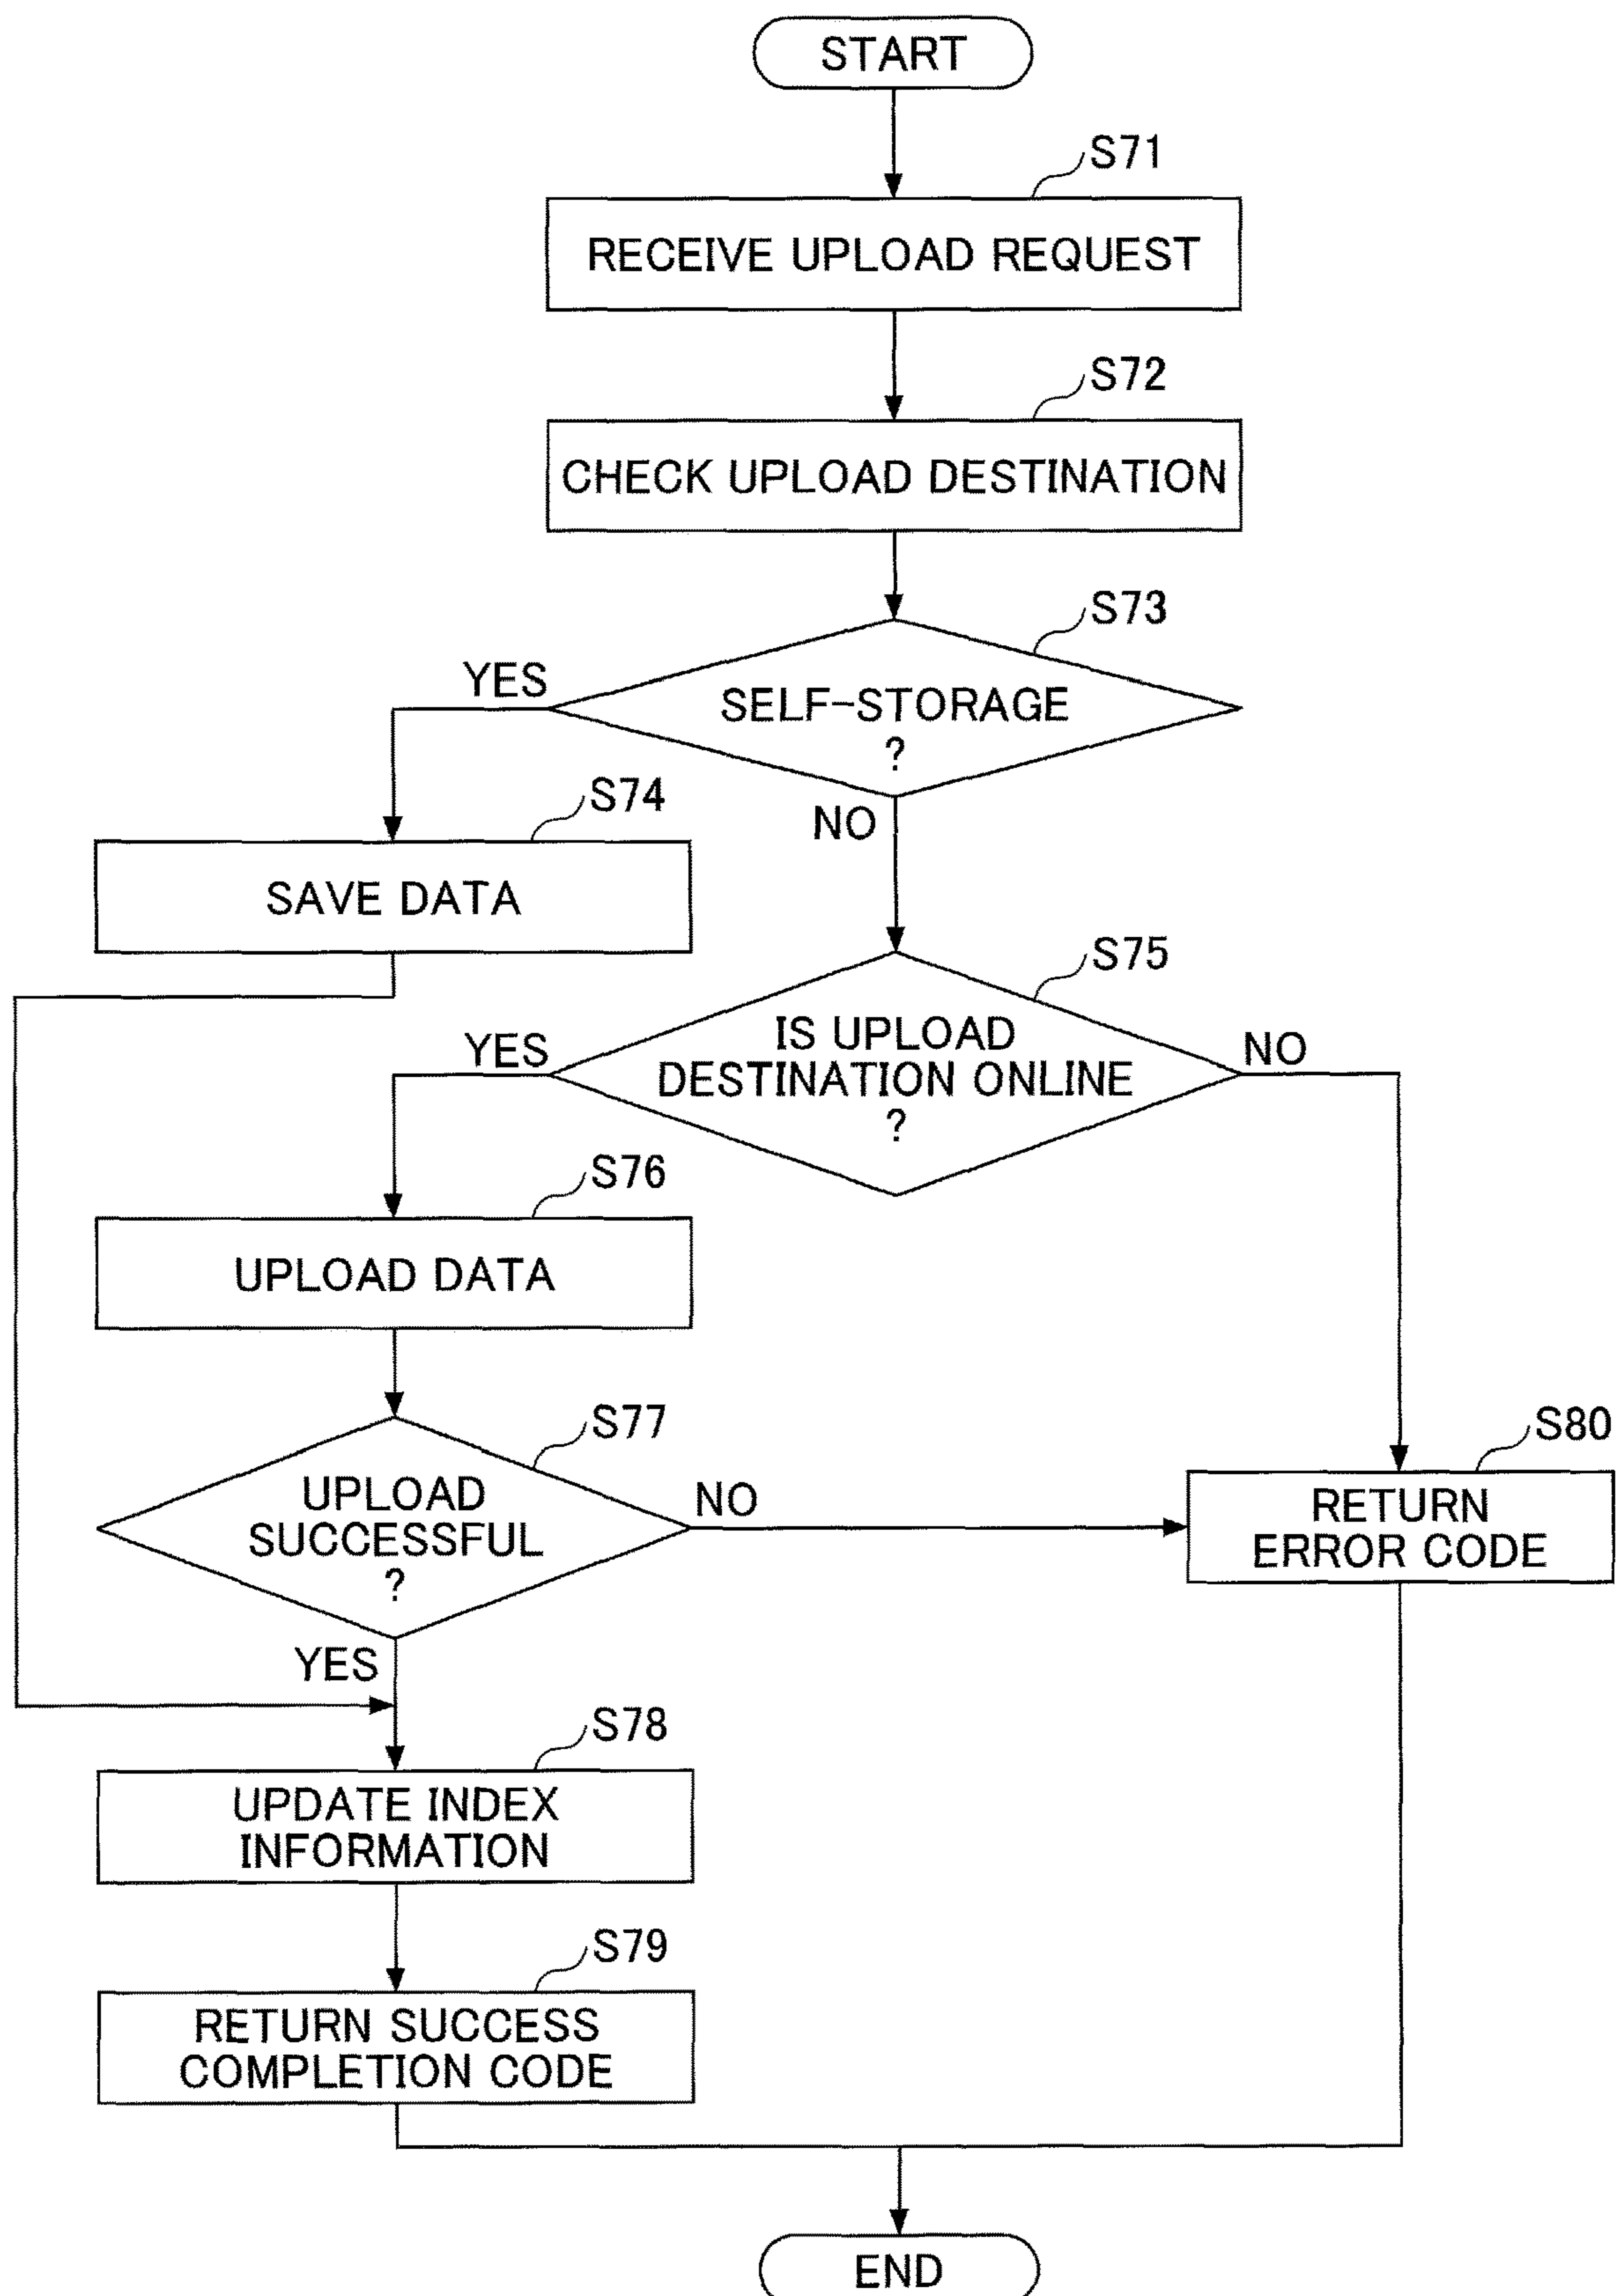 START
S71
RECEIVE UPLOAD REQUEST
S72
CHECK UPLOAD DESTINATION
S73
YES
SELF-STORAGE
?
S74
NO
SAVE DATA
S75
YES
IS UPLOAD
DESTINATION ONLINE
?
NO
S76
UPLOAD DATA
S77
UPLOAD
SUCCESSFUL
?
NO
S80
RETURN
ERROR CODE
YES
S78
UPDATE INDEX
INFORMATION
S79
RETURN SUCCESS
COMPLETION CODE
END